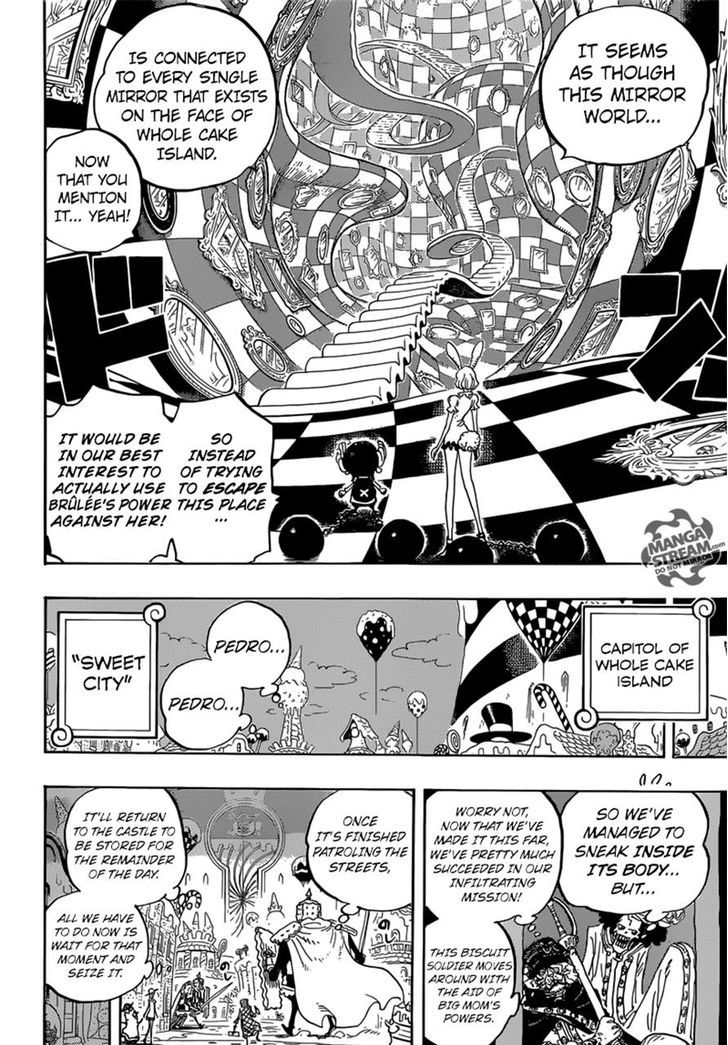 IT SEEMS
AS THOUGH
THIS MIRROR
WORLD...
IS CONNECTED
TO EVERY SINGLE
MIRROR THAT EXISTS
ON THE FACE OF
WHOLE CAKE
ISLAND.
NOW
THAT YOU
MENTION
IT... YEAH!
ドド
SO
INSTEAD
OF TRYING
TO ESCAPE
THIS PLACE
...
IT WOULD BE
IN OUR BEST
INTEREST TO
ACTUALLY USE
BRÛLÉE'S POWER
AGAINST HER!
MANGA
STREAM.com
DO NOT MIRROR
CAPITOL OF
WHOLE CAKE
ISLAND
"SWEET
CITY"
PEDRO...
PEDRO...
SO WE'VE
MANAGED TO
SNEAK INSIDE
ITS BODY...
BUT...
WORRY NOT,
NOW THAT WE'VE
MADE IT THIS FAR,
WE'VE PRETTY MUCH
SUCCEEDED IN OUR
INFILTRATING
MISSION!
THIS BISCUIT
SOLDIER MOVES
AROUND WITH
THE AID OF
BIG MOM'S
POWERS.
ONCE
IT'S FINISHED
PATROLING THE
STREETS,
IT'LL RETURN
TO THE CASTLE TO
BE STORED FOR
THE REMAINDER
OF THE DAY.
ALL WE HAVE
TO DO NOW IS
WAIT FOR THAT
MOMENT AND
SEIZE IT.